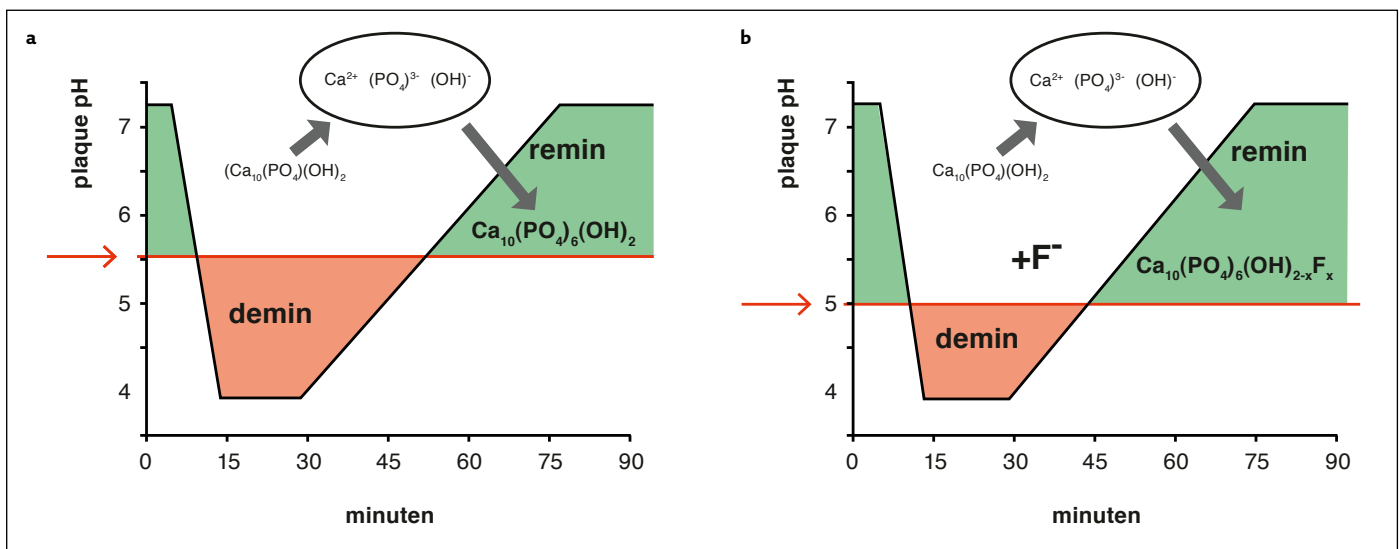 a
plaque pH
Ca²⁺ (PO₄)³⁻ (OH)⁻
7
(Ca₁₀(PO₄)(OH)₂
remin
6
Ca₁₀(PO₄)₆(OH)₂
5
demin
4
0 15 30 45 60 75 90
minuten
b
plaque pH
Ca²⁺ (PO₄)³⁻ (OH)⁻
7
Ca₁₀(PO₄)(OH)₂
remin
6
+F⁻
Ca₁₀(PO₄)₆(OH)₂₋ₓFₓ
5
demin
4
0 15 30 45 60 75 90
minuten